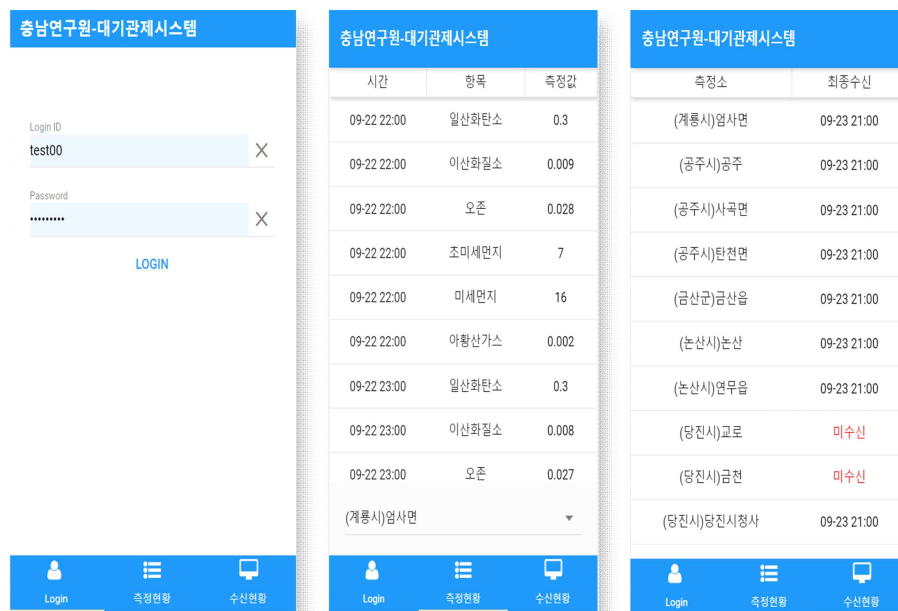 충남연구원-대기관제시스템
Login ID
test00
Password
•••••••••
LOGIN
Login 측정현황 수신현황
충남연구원-대기관제시스템
시간 항목 측정값
09-22 22:00 일산화탄소 0.3
09-22 22:00 이산화질소 0.009
09-22 22:00 오존 0.028
09-22 22:00 초미세먼지 7
09-22 22:00 미세먼지 16
09-22 22:00 아황산가스 0.002
09-22 23:00 일산화탄소 0.3
09-22 23:00 이산화질소 0.008
09-22 23:00 오존 0.027
(계룡시)엄사면
Login 측정현황 수신현황
충남연구원-대기관제시스템
측정소 최종수신
(계룡시)엄사면 09-23 21:00
(공주시)공주 09-23 21:00
(공주시)사곡면 09-23 21:00
(공주시)탄천면 09-23 21:00
(금산군)금산읍 09-23 21:00
(논산시)논산 09-23 21:00
(논산시)연무읍 09-23 21:00
(당진시)교로 미수신
(당진시)금천 미수신
(당진시)당진시청사 09-23 21:00
Login 측정현황 수신현황